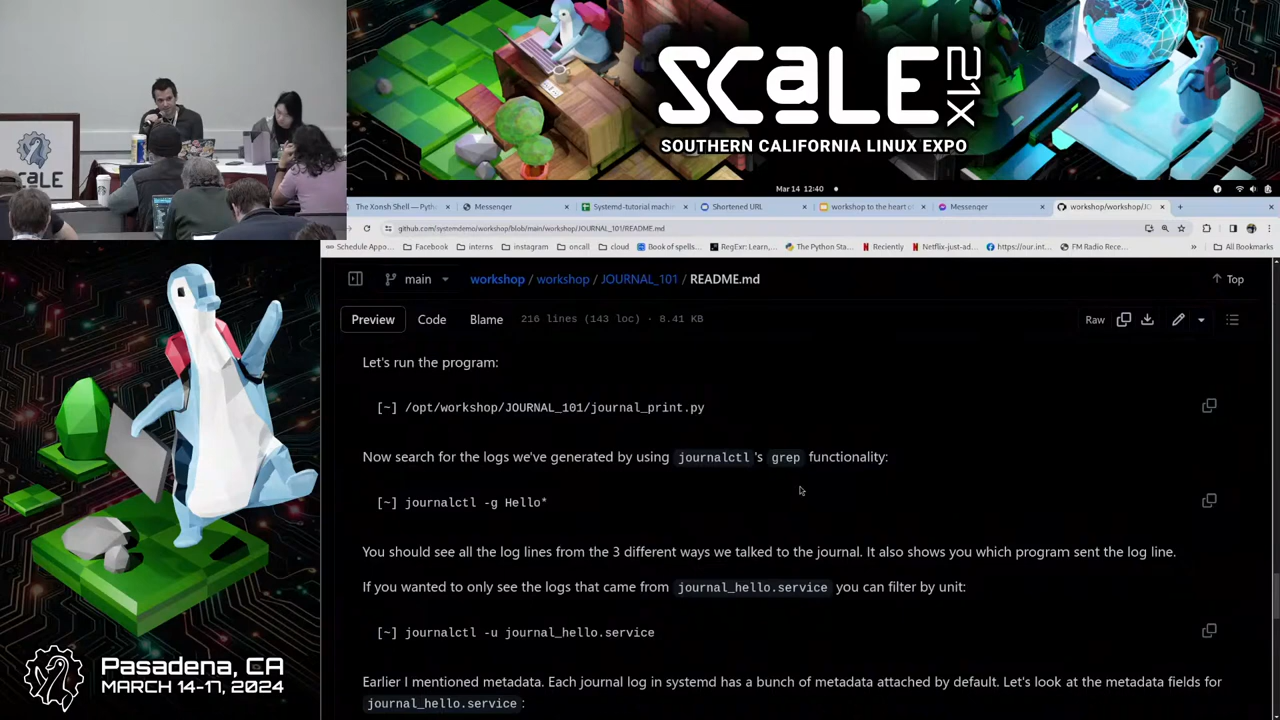 SCaLE 21X
SOUTHERN CALIFORNIA LINUX EXPO
SCaLE
Mar 14 12:40
The Xonsh Shell — Pyth
Messenger
Systemd-tutorial machi
Shortened URL
workshop to the heart of
Messenger
workshop/workshop/JO
github.com/systemdemo/workshop/blob/main/workshop/JOURNAL_101/README.md
Schedule Appo...
Facebook
interns
instagram
oncall
cloud
Book of spells...
RegExr: Learn,...
The Python Sta...
Reciently
Netflix-just-ad...
https://our.int...
FM Radio Rece...
»
All Bookmarks
main
workshop / workshop / JOURNAL_101 / README.md
Top
Preview
Code
Blame
216 lines (143 loc) · 8.41 KB
Raw
Let's run the program:
[~] /opt/workshop/JOURNAL_101/journal_print.py
Now search for the logs we've generated by using journalctl 's grep functionality:
[~] journalctl -g Hello*
You should see all the log lines from the 3 different ways we talked to the journal. It also shows you which program sent the log line.
If you wanted to only see the logs that came from journal_hello.service you can filter by unit:
[~] journalctl -u journal_hello.service
Earlier I mentioned metadata. Each journal log in systemd has a bunch of metadata attached by default. Let's look at the metadata fields for
journal_hello.service :
Pasadena, CA
MARCH 14-17, 2024